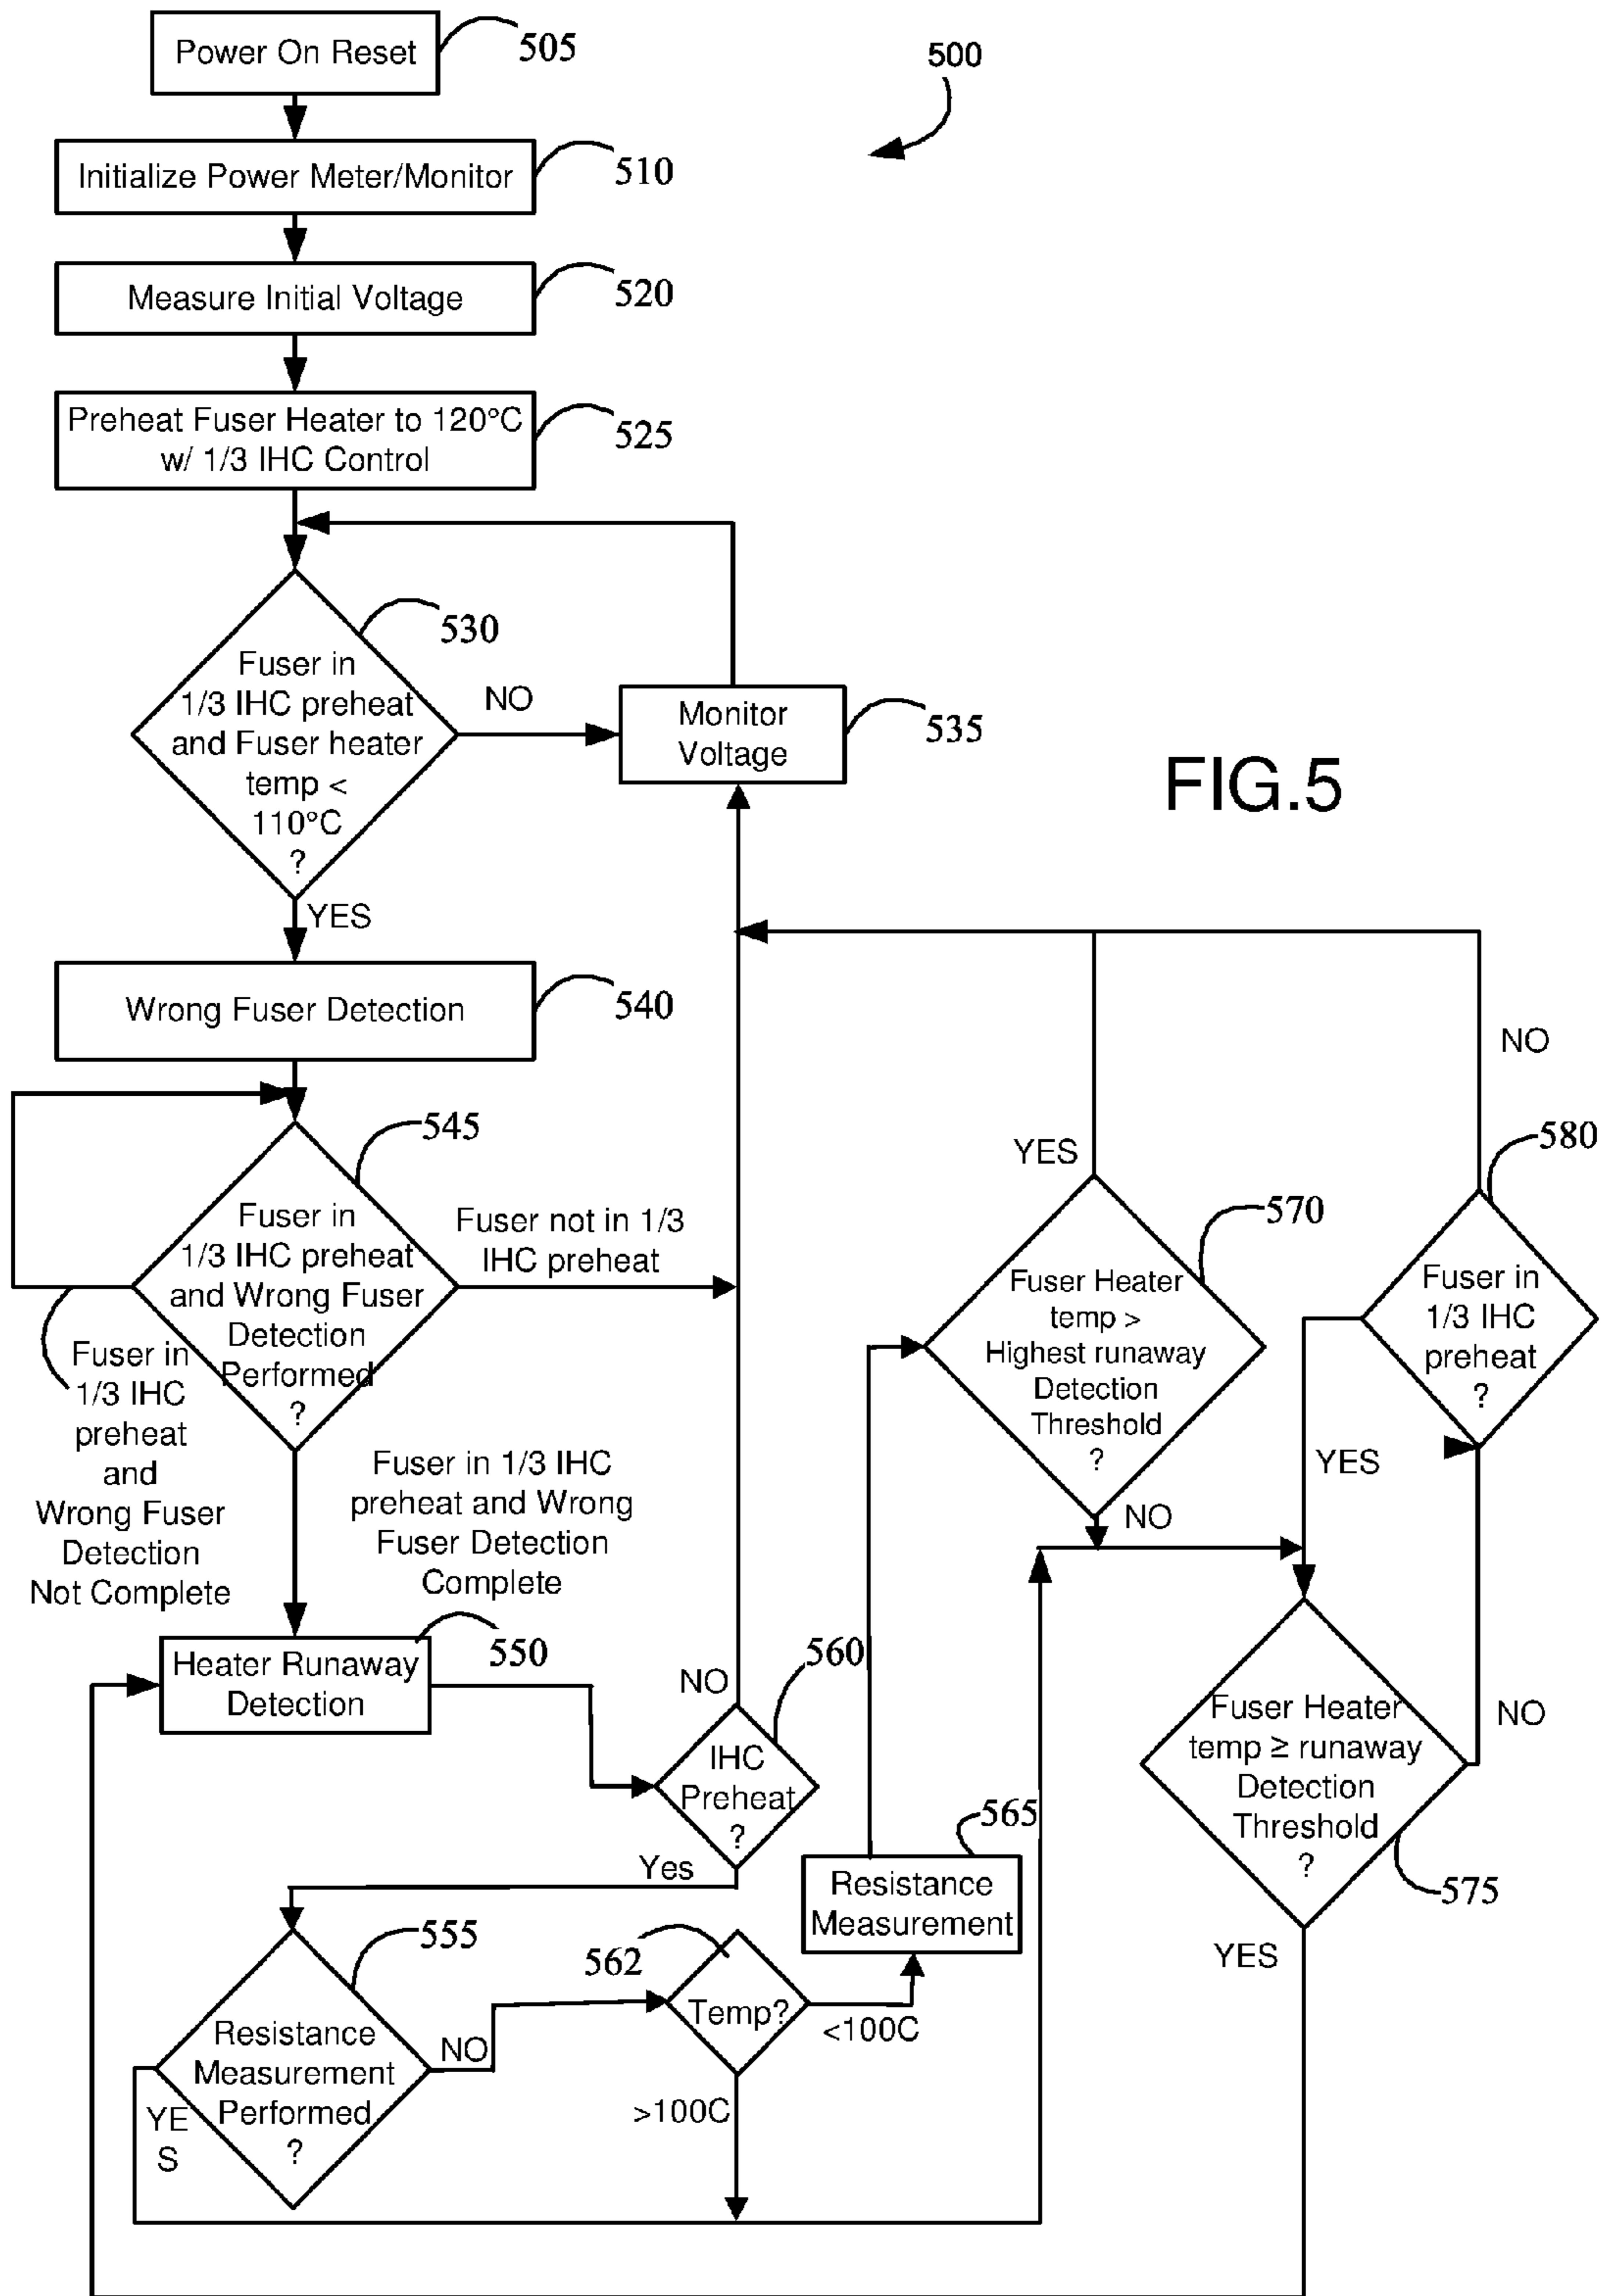 Power On Reset
505
500
Initialize Power Meter/Monitor
510
Measure Initial Voltage
520
Preheat Fuser Heater to 120°C
w/ 1/3 IHC Control
525
530
Fuser in
1/3 IHC preheat
and Fuser heater
temp <
110°C
?
NO
Monitor
Voltage
535
FIG.5
YES
Wrong Fuser Detection
540
545
Fuser in
1/3 IHC preheat
and Wrong Fuser
Detection
Performed
?
Fuser not in 1/3
IHC preheat
Fuser in
1/3 IHC
preheat
and
Wrong Fuser
Detection
Not Complete
Fuser in 1/3 IHC
preheat and Wrong
Fuser Detection
Complete
Heater Runaway
Detection
550
NO
560
IHC
Preheat
?
Yes
555
Resistance
Measurement
Performed
?
YE
S
NO
562
Temp?
<100C
>100C
565
Resistance
Measurement
YES
570
Fuser Heater
temp >
Highest runaway
Detection
Threshold
?
NO
NO
580
Fuser in
1/3 IHC
preheat
?
YES
Fuser Heater
temp ≥ runaway
Detection
Threshold
?
NO
575
YES